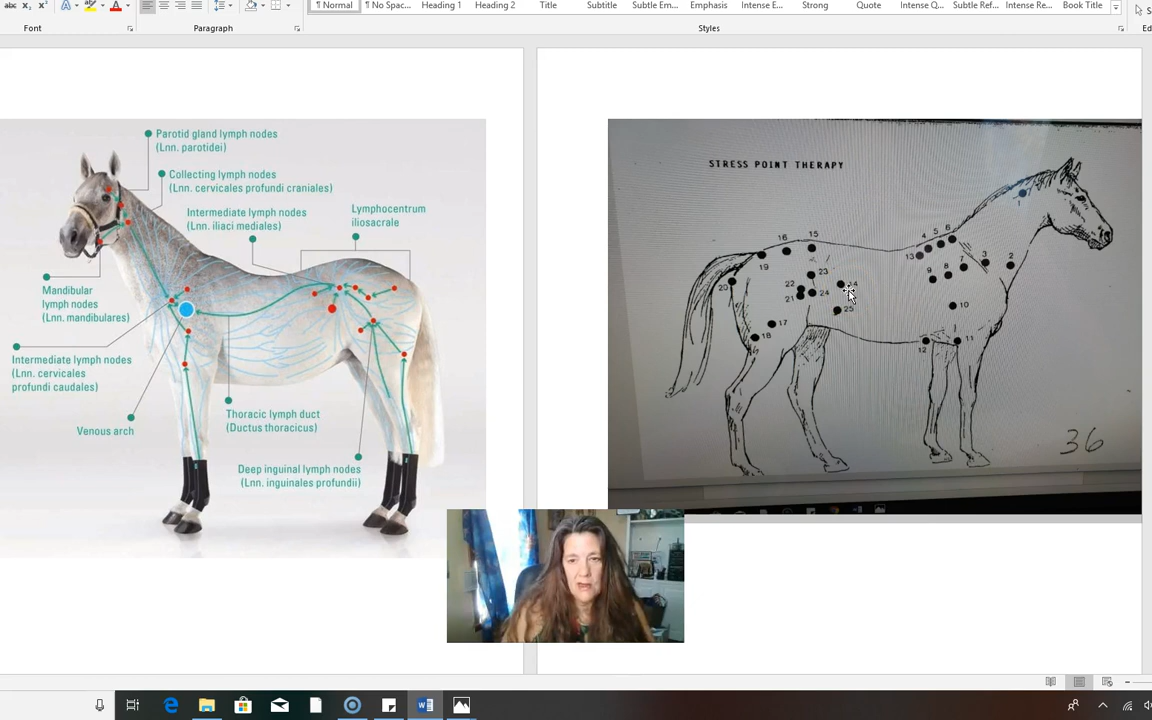 Normal
No Spac...
Heading 1
Heading 2
Title
Subtitle
Subtle Em...
Emphasis
Intense E...
Strong
Quote
Intense Q...
Subtle Ref...
Intense Re...
Book Title
Font
Paragraph
Styles
Ed
Parotid gland lymph nodes
(Lnn. parotidei)
Collecting lymph nodes
(Lnn. cervicales profundi craniales)
Intermediate lymph nodes
(Lnn. iliaci mediales)
Lymphocentrum
iliosacrale
Mandibular
lymph nodes
(Lnn. mandibulares)
Intermediate lymph nodes
(Lnn. cervicales
profundi caudales)
Venous arch
Thoracic lymph duct
(Ductus thoracicus)
Deep inguinal lymph nodes
(Lnn. inguinales profundii)
STRESS POINT THERAPY
1
4 5 6
16 15
13
3 2
7
8
9
19
23
20
22
14
21 24
25
10
17
18
11
12
36